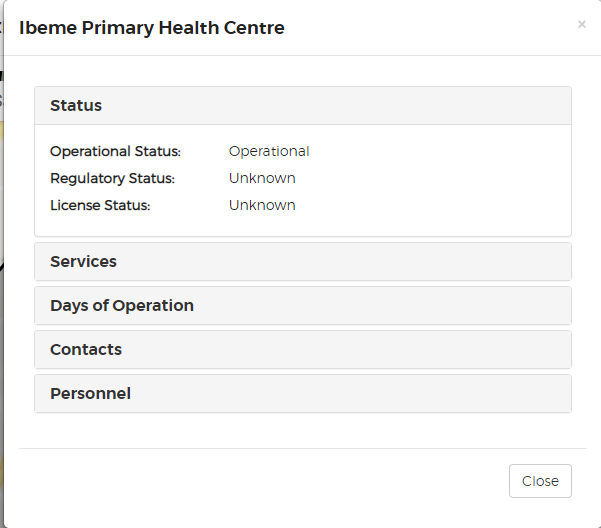 Ibeme Primary Health Centre ×
Status
Operational Status: Operational
Regulatory Status: Unknown
License Status: Unknown
Services
Days of Operation
Contacts
Personnel
Close